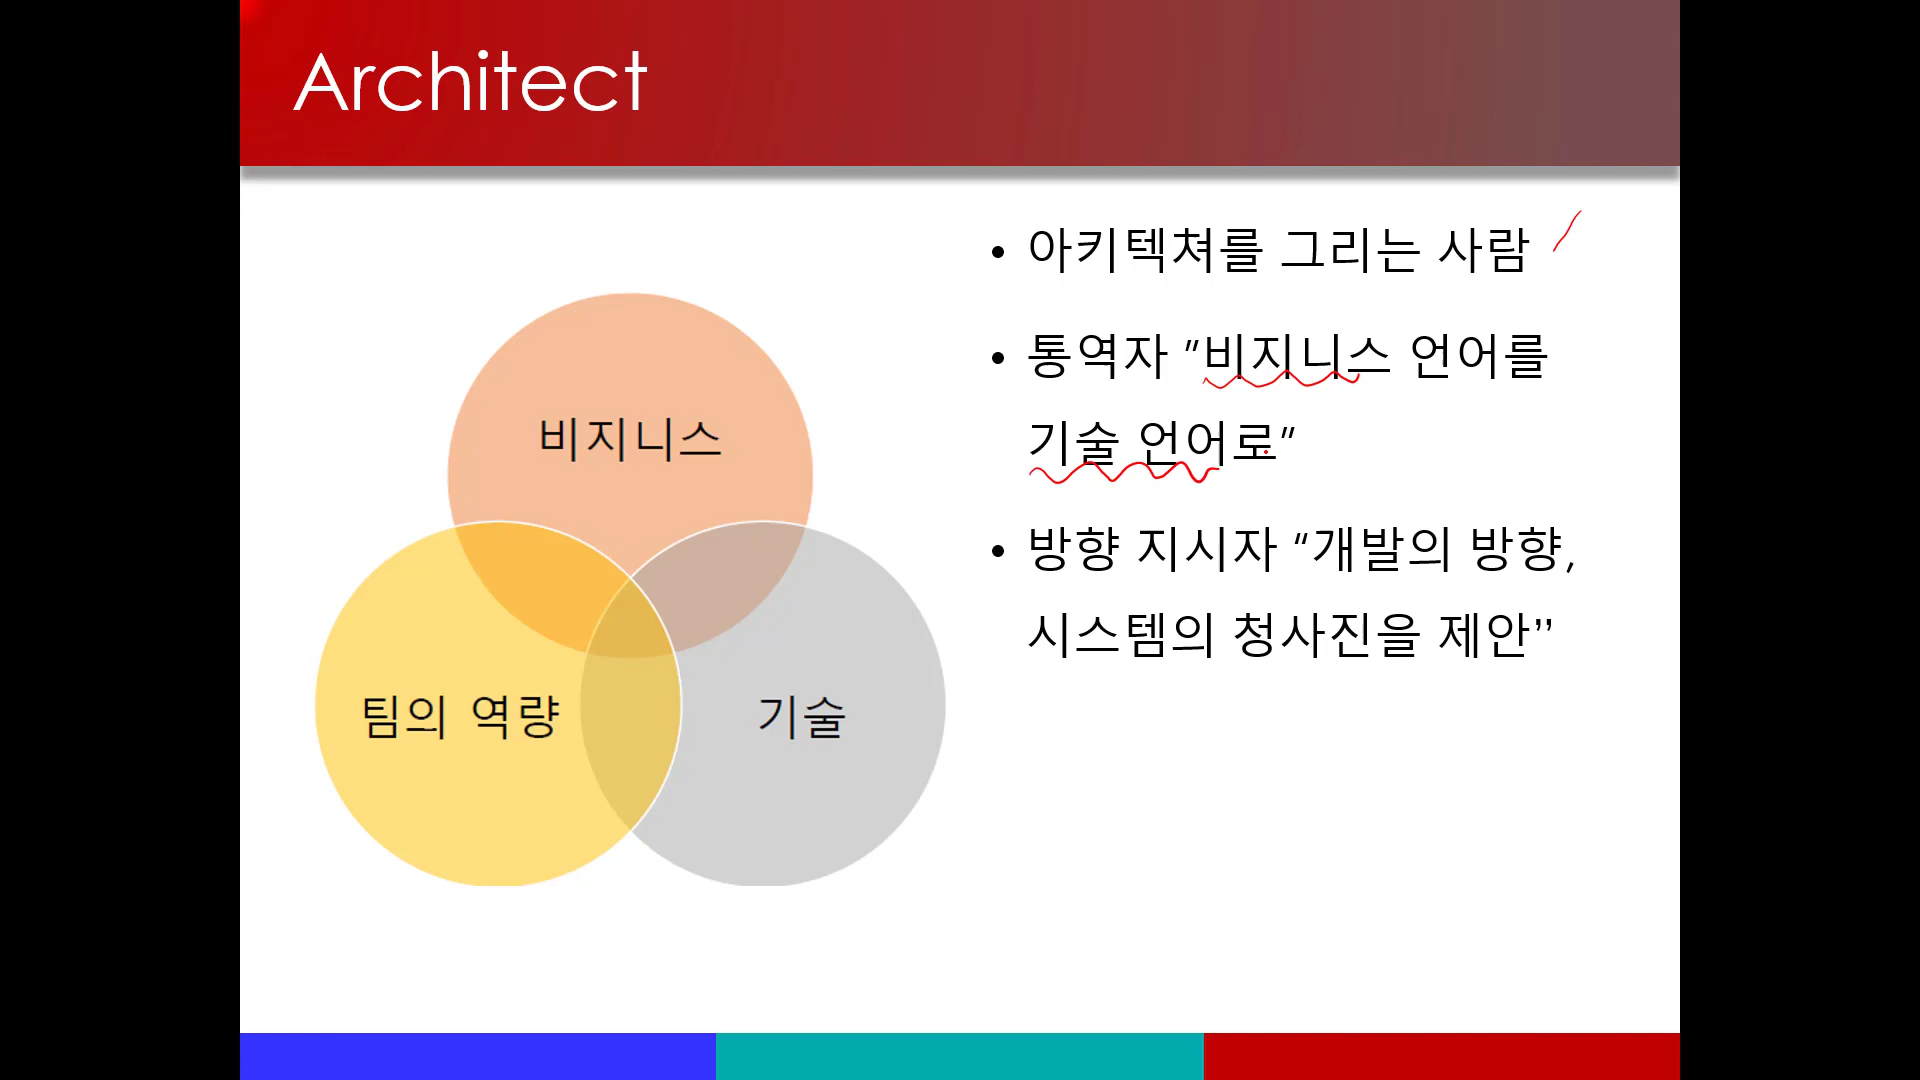 Architect
비지니스
팀의 역량
기술
• 아키텍쳐를 그리는 사람
• 통역자 "비지니스 언어를
기술 언어로"
• 방향 지시자 “개발의 방향,
시스템의 청사진을 제안''